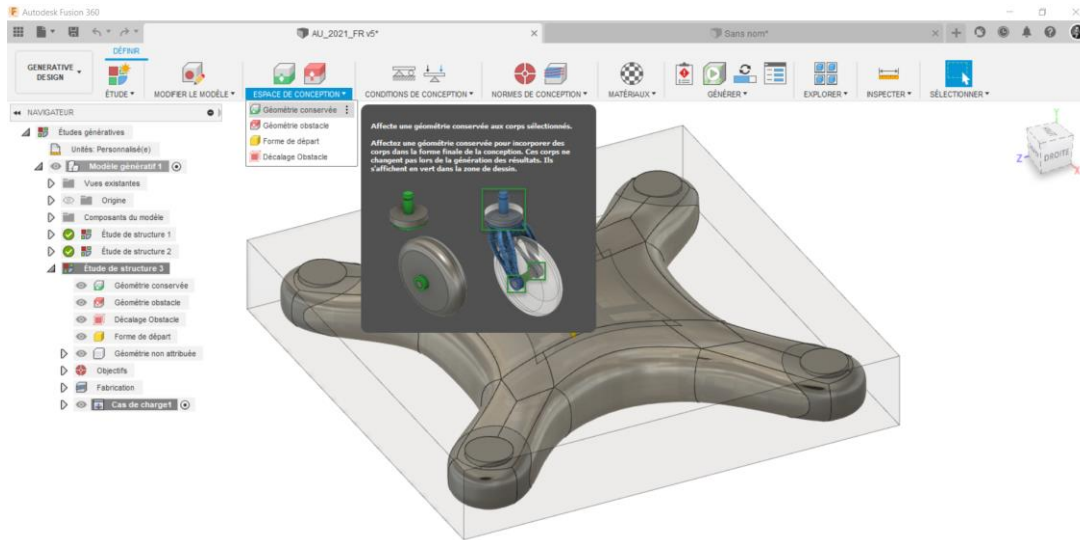 Autodesk Fusion 360
AU_2021_FR v5*
Sans nom*
DÉFINIR
GENERATIVE DESIGN
ÉTUDE
MODIFIER LE MODÈLE
ESPACE DE CONCEPTION
CONDITIONS DE CONCEPTION
NORMES DE CONCEPTION
MATÉRIAUX
GÉNÉRER
EXPLORER
INSPECTER
SÉLECTIONNER
NAVIGATEUR
Études génératives
Unités: Personnalisé(e)
Modèle génératif 1
Vues existantes
Origine
Composants du modèle
Étude de structure 1
Étude de structure 2
Étude de structure 3
Géométrie conservée
Géométrie obstacle
Décalage Obstacle
Forme de départ
Géométrie non attribuée
Objectifs
Fabrication
Cas de charge1
Géométrie conservée
Géométrie obstacle
Forme de départ
Décalage Obstacle
Affecte une géométrie conservée aux corps sélectionnés.
Affectez une géométrie conservée pour incorporer des
corps dans la forme finale de la conception. Ces corps ne
changent pas lors de la génération des résultats. Ils
s'affichent en vert dans la zone de dessin.
Y
Z
DROITE
X